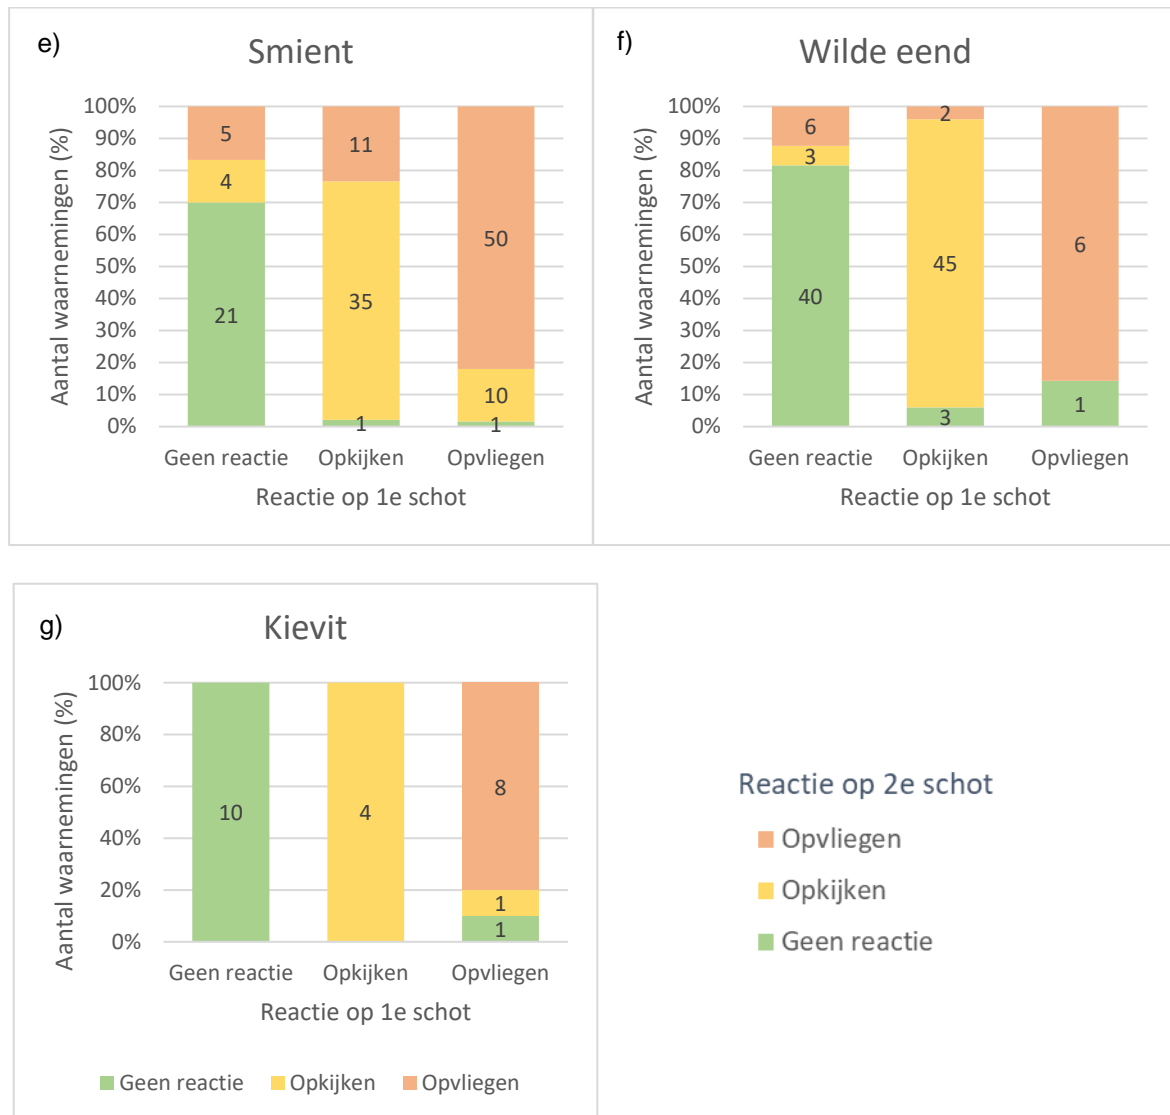 e)
Smient
Aantal waarnemingen (%)
100%
90%
80%
70%
60%
50%
40%
30%
20%
10%
0%
5
4
21
11
35
1
50
10
1
Geen reactie Opkijken Opvliegen
Reactie op 1e schot
f)
Wilde eend
Aantal waarnemingen (%)
100%
90%
80%
70%
60%
50%
40%
30%
20%
10%
0%
6
3
40
2
45
3
6
1
Geen reactie Opkijken Opvliegen
Reactie op 1e schot
g)
Kievit
Aantal waarnemingen (%)
100%
80%
60%
40%
20%
0%
10
4
8
1
1
Geen reactie Opkijken Opvliegen
Reactie op 1e schot
Geen reactie Opkijken Opvliegen
Reactie op 2e schot
Opvliegen
Opkijken
Geen reactie